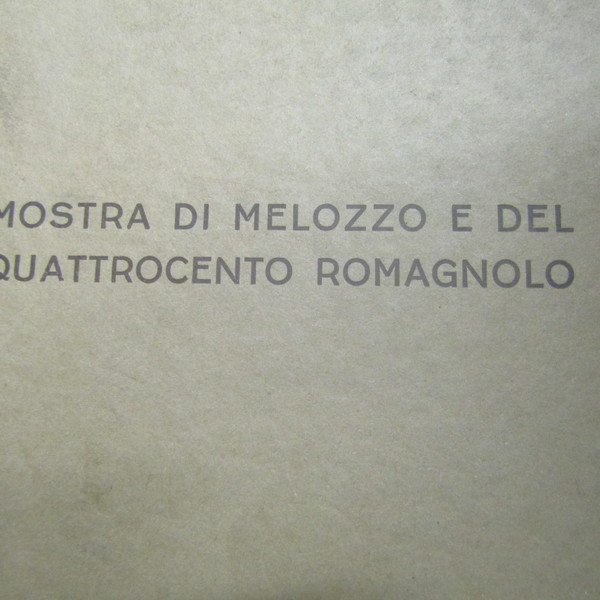 MOSTRA DI MELOZZO E DEL
QUATTROCENTO ROMAGNOLO